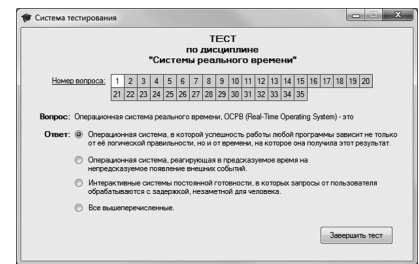 Система тестирования
ТЕСТ
по дисциплине
"Системы реального времени"
Номер вопроса: 1 2 3 4 5 6 7 8 9 10 11 12 13 14 15 16 17 18 19 20
21 22 23 24 25 26 27 28 29 30 31 32 33 34 35
Вопрос: Операционная система реального времени, ОСРВ (Real-Time Operating System) - это
Ответ: Операционная система, в которой успешность работы любой программы зависит не только
от её логической правильности, но и от времени, на которое она получила этот результат.
Операционная система, реагирующая в предсказуемое время на
непредсказуемое появление внешних событий.
Интерактивные системы постоянной готовности, в которых запросы от пользователя
обрабатываются с задержкой, незаметной для человека.
Все вышеперечисленные.
Завершить тест